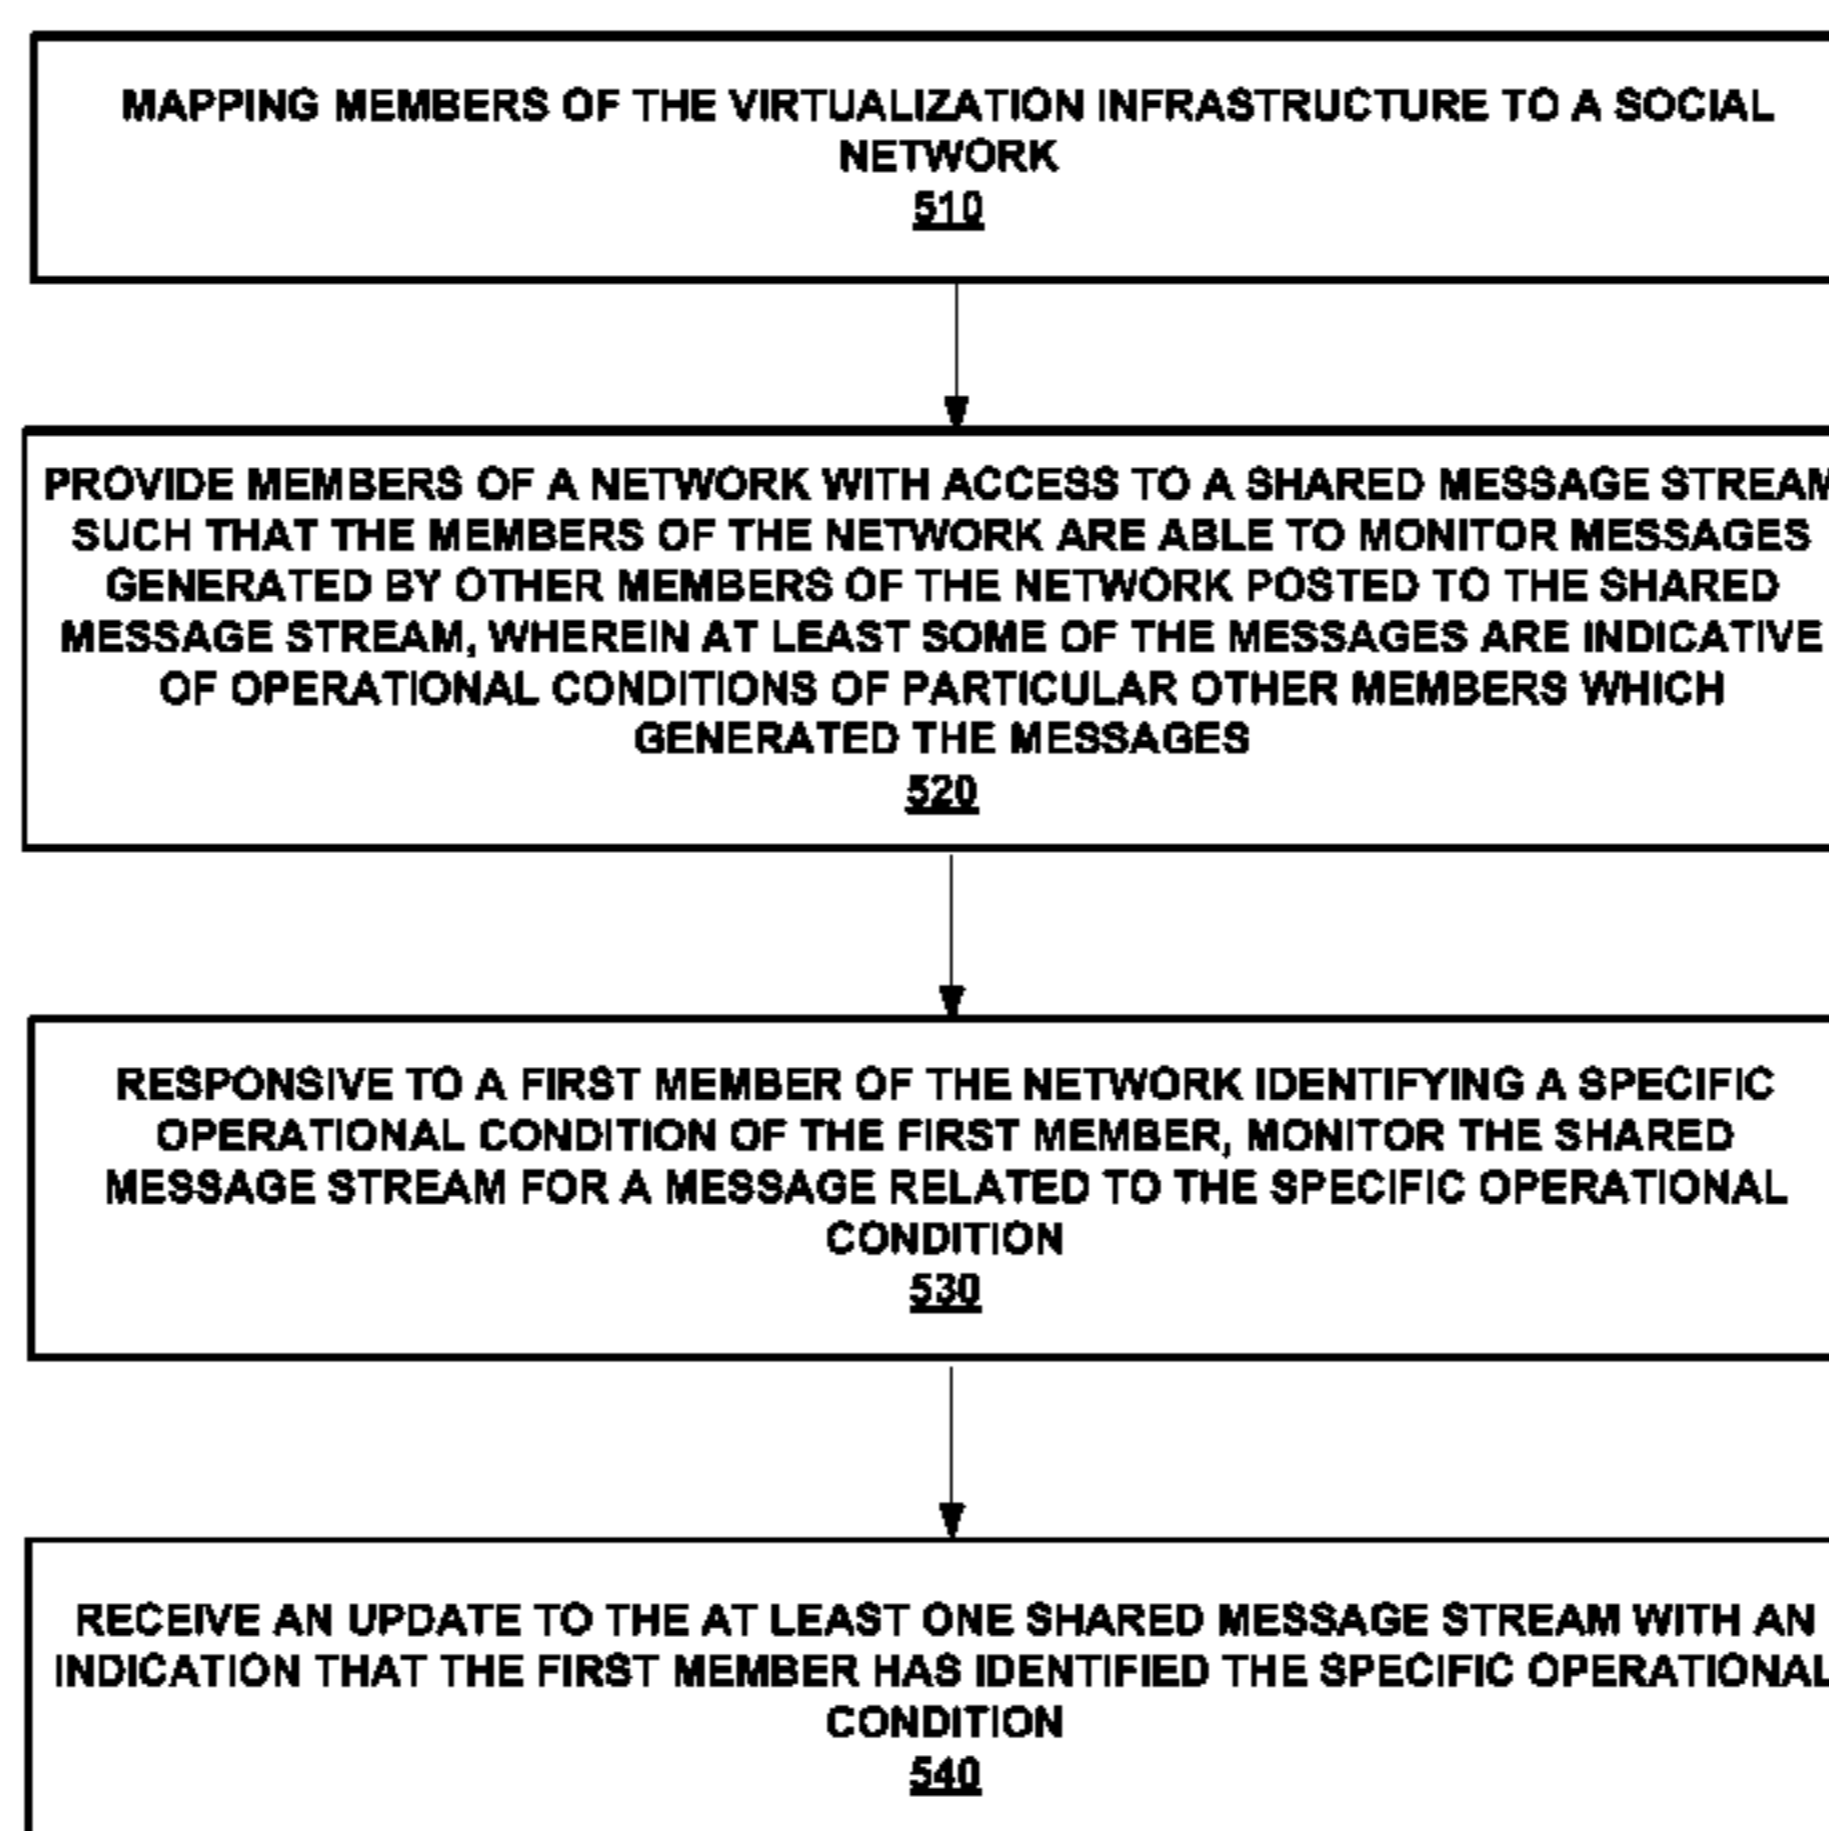 MAPPING MEMBERS OF THE VIRTUALIZATION INFRASTRUCTURE TO A SOCIAL
NETWORK
510
PROVIDE MEMBERS OF A NETWORK WITH ACCESS TO A SHARED MESSAGE STREAM
SUCH THAT THE MEMBERS OF THE NETWORK ARE ABLE TO MONITOR MESSAGES
GENERATED BY OTHER MEMBERS OF THE NETWORK POSTED TO THE SHARED
MESSAGE STREAM, WHEREIN AT LEAST SOME OF THE MESSAGES ARE INDICATIVE
OF OPERATIONAL CONDITIONS OF PARTICULAR OTHER MEMBERS WHICH
GENERATED THE MESSAGES
520
RESPONSIVE TO A FIRST MEMBER OF THE NETWORK IDENTIFYING A SPECIFIC
OPERATIONAL CONDITION OF THE FIRST MEMBER, MONITOR THE SHARED
MESSAGE STREAM FOR A MESSAGE RELATED TO THE SPECIFIC OPERATIONAL
CONDITION
530
RECEIVE AN UPDATE TO THE AT LEAST ONE SHARED MESSAGE STREAM WITH AN
INDICATION THAT THE FIRST MEMBER HAS IDENTIFIED THE SPECIFIC OPERATIONAL
CONDITION
540